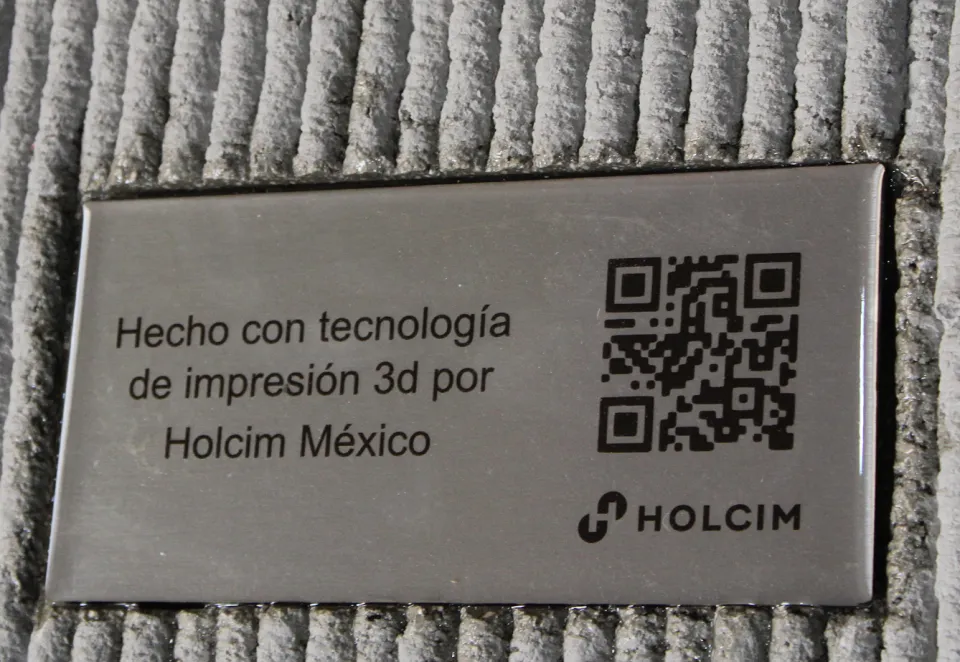 Hecho con tecnología
de impresión 3d por
Holcim México
HOLCIM